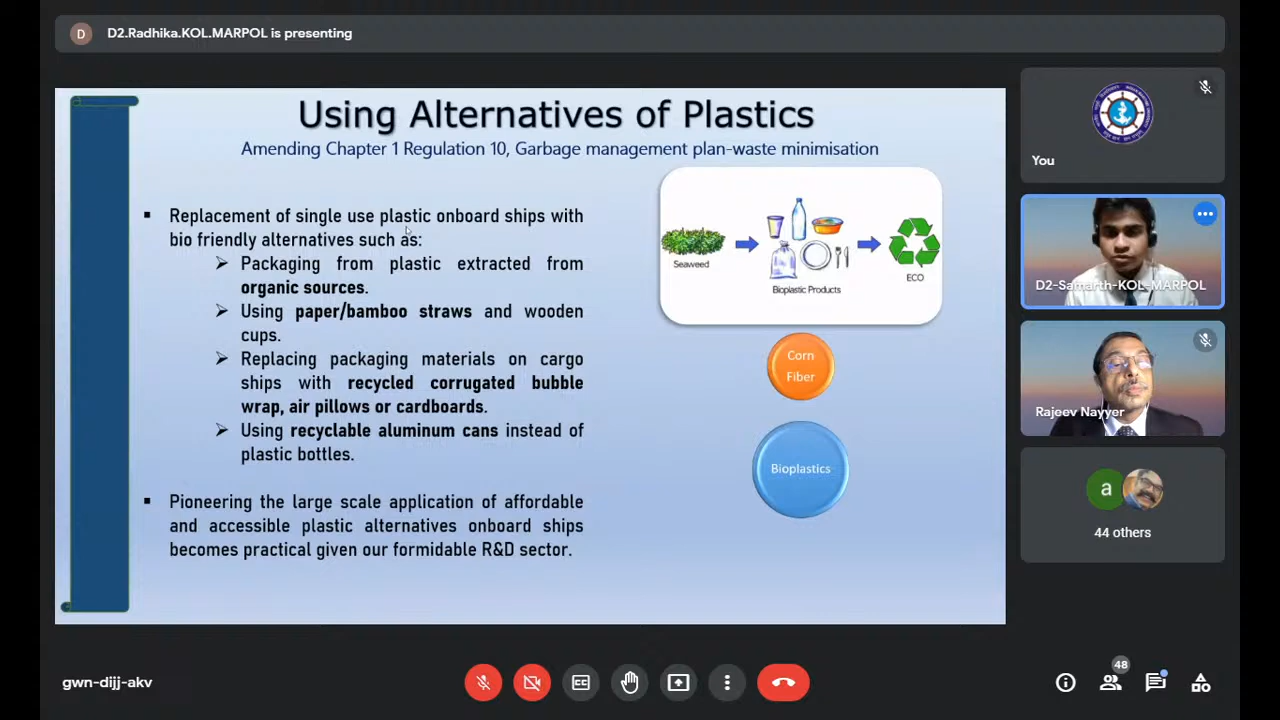 D
D2.Radhika.KOL.MARPOL is presenting
Using Alternatives of Plastics
Amending Chapter 1 Regulation 10, Garbage management plan-waste minimisation
▪ Replacement of single use plastic onboard ships with
bio friendly alternatives such as:
➢ Packaging from plastic extracted from
organic sources.
➢ Using paper/bamboo straws and wooden
cups.
➢ Replacing packaging materials on cargo
ships with recycled corrugated bubble
wrap, air pillows or cardboards.
➢ Using recyclable aluminum cans instead of
plastic bottles.
▪ Pioneering the large scale application of affordable
and accessible plastic alternatives onboard ships
becomes practical given our formidable R&D sector.
Seaweed
Bioplastic Products
ECO
Corn
Fiber
Bioplastics
You
D2-Samarth-KOL-MARPOL
Rajeev Nayyer
a
44 others
gwn-dijj-akv
CC
48